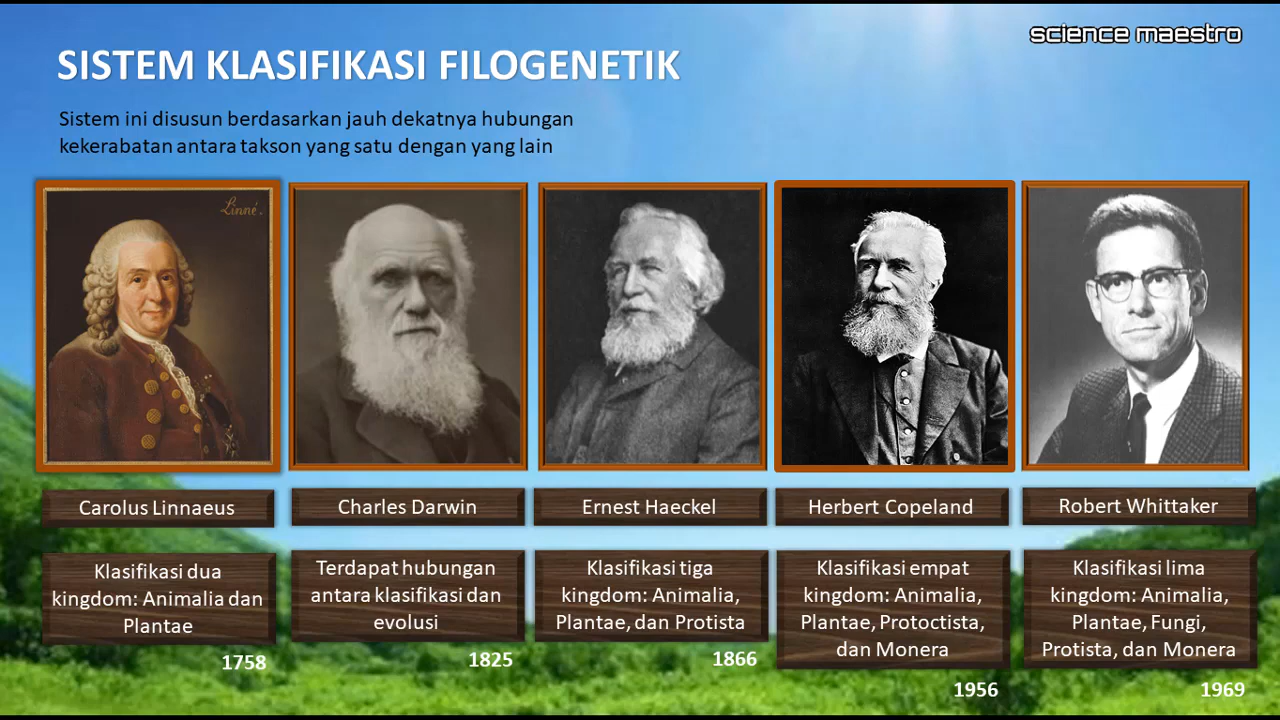 science maestro
SISTEM KLASIFIKASI FILOGENETIK
Sistem ini disusun berdasarkan jauh dekatnya hubungan
kekerabatan antara takson yang satu dengan yang lain
Linné.
Carolus Linnaeus
Charles Darwin
Ernest Haeckel
Herbert Copeland
Robert Whittaker
Klasifikasi dua
kingdom: Animalia dan
Plantae
1758
Terdapat hubungan
antara klasifikasi dan
evolusi
1825
Klasifikasi tiga
kingdom: Animalia,
Plantae, dan Protista
1866
Klasifikasi empat
kingdom: Animalia,
Plantae, Protoctista,
dan Monera
1956
Klasifikasi lima
kingdom: Animalia,
Plantae, Fungi,
Protista, dan Monera
1969